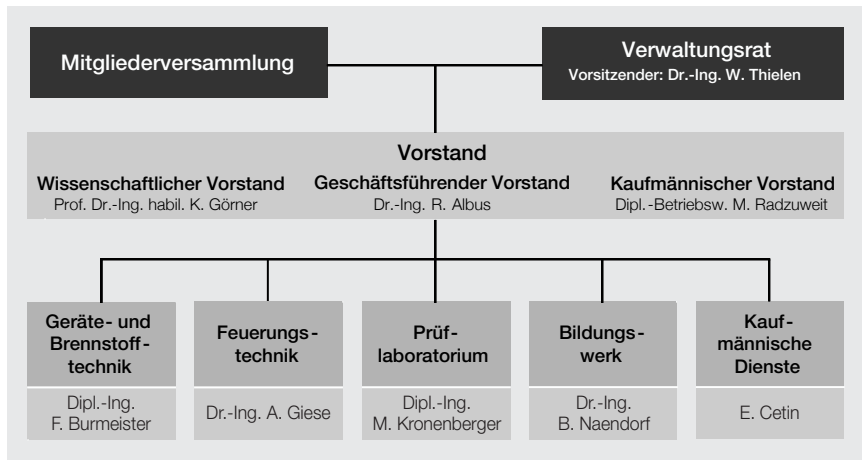 Mitgliederversammlung
Verwaltungsrat
Vorsitzender: Dr.-Ing. W. Thielen
Vorstand
Wissenschaftlicher Vorstand
Prof. Dr.-Ing. habil. K. Görner
Geschäftsführender Vorstand
Dr.-Ing. R. Albus
Kaufmännischer Vorstand
Dipl.-Betriebsw. M. Radzuweit
Geräte- und
Brennstoff-
technik
Dipl.-Ing.
F. Burmeister
Feuerungs-
technik
Dr.-Ing. A. Giese
Prüf-
laboratorium
Dipl.-Ing.
M. Kronenberger
Bildungs-
werk
Dr.-Ing.
B. Naendorf
Kauf-
männische
Dienste
E. Cetin